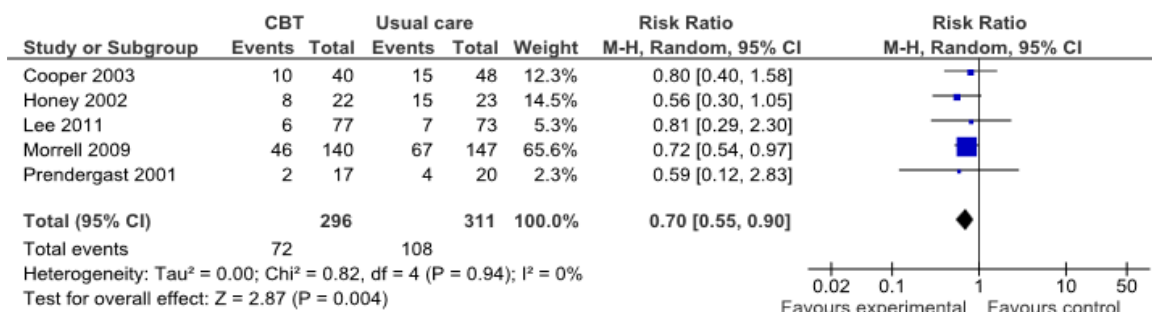 CBT Usual care Risk Ratio Risk Ratio
Study or Subgroup Events Total Events Total Weight M-H, Random, 95% CI M-H, Random, 95% CI
Cooper 2003 10 40 15 48 12.3% 0.80 [0.40, 1.58]
Honey 2002 8 22 15 23 14.5% 0.56 [0.30, 1.05]
Lee 2011 6 77 7 73 5.3% 0.81 [0.29, 2.30]
Morrell 2009 46 140 67 147 65.6% 0.72 [0.54, 0.97]
Prendergast 2001 2 17 4 20 2.3% 0.59 [0.12, 2.83]
Total (95% CI) 296 311 100.0% 0.70 [0.55, 0.90]
Total events 72 108
Heterogeneity: Tau² = 0.00; Chi² = 0.82, df = 4 (P = 0.94); I² = 0%
Test for overall effect: Z = 2.87 (P = 0.004)
0.02 0.1 1 10 50
Favours experimental Favours control